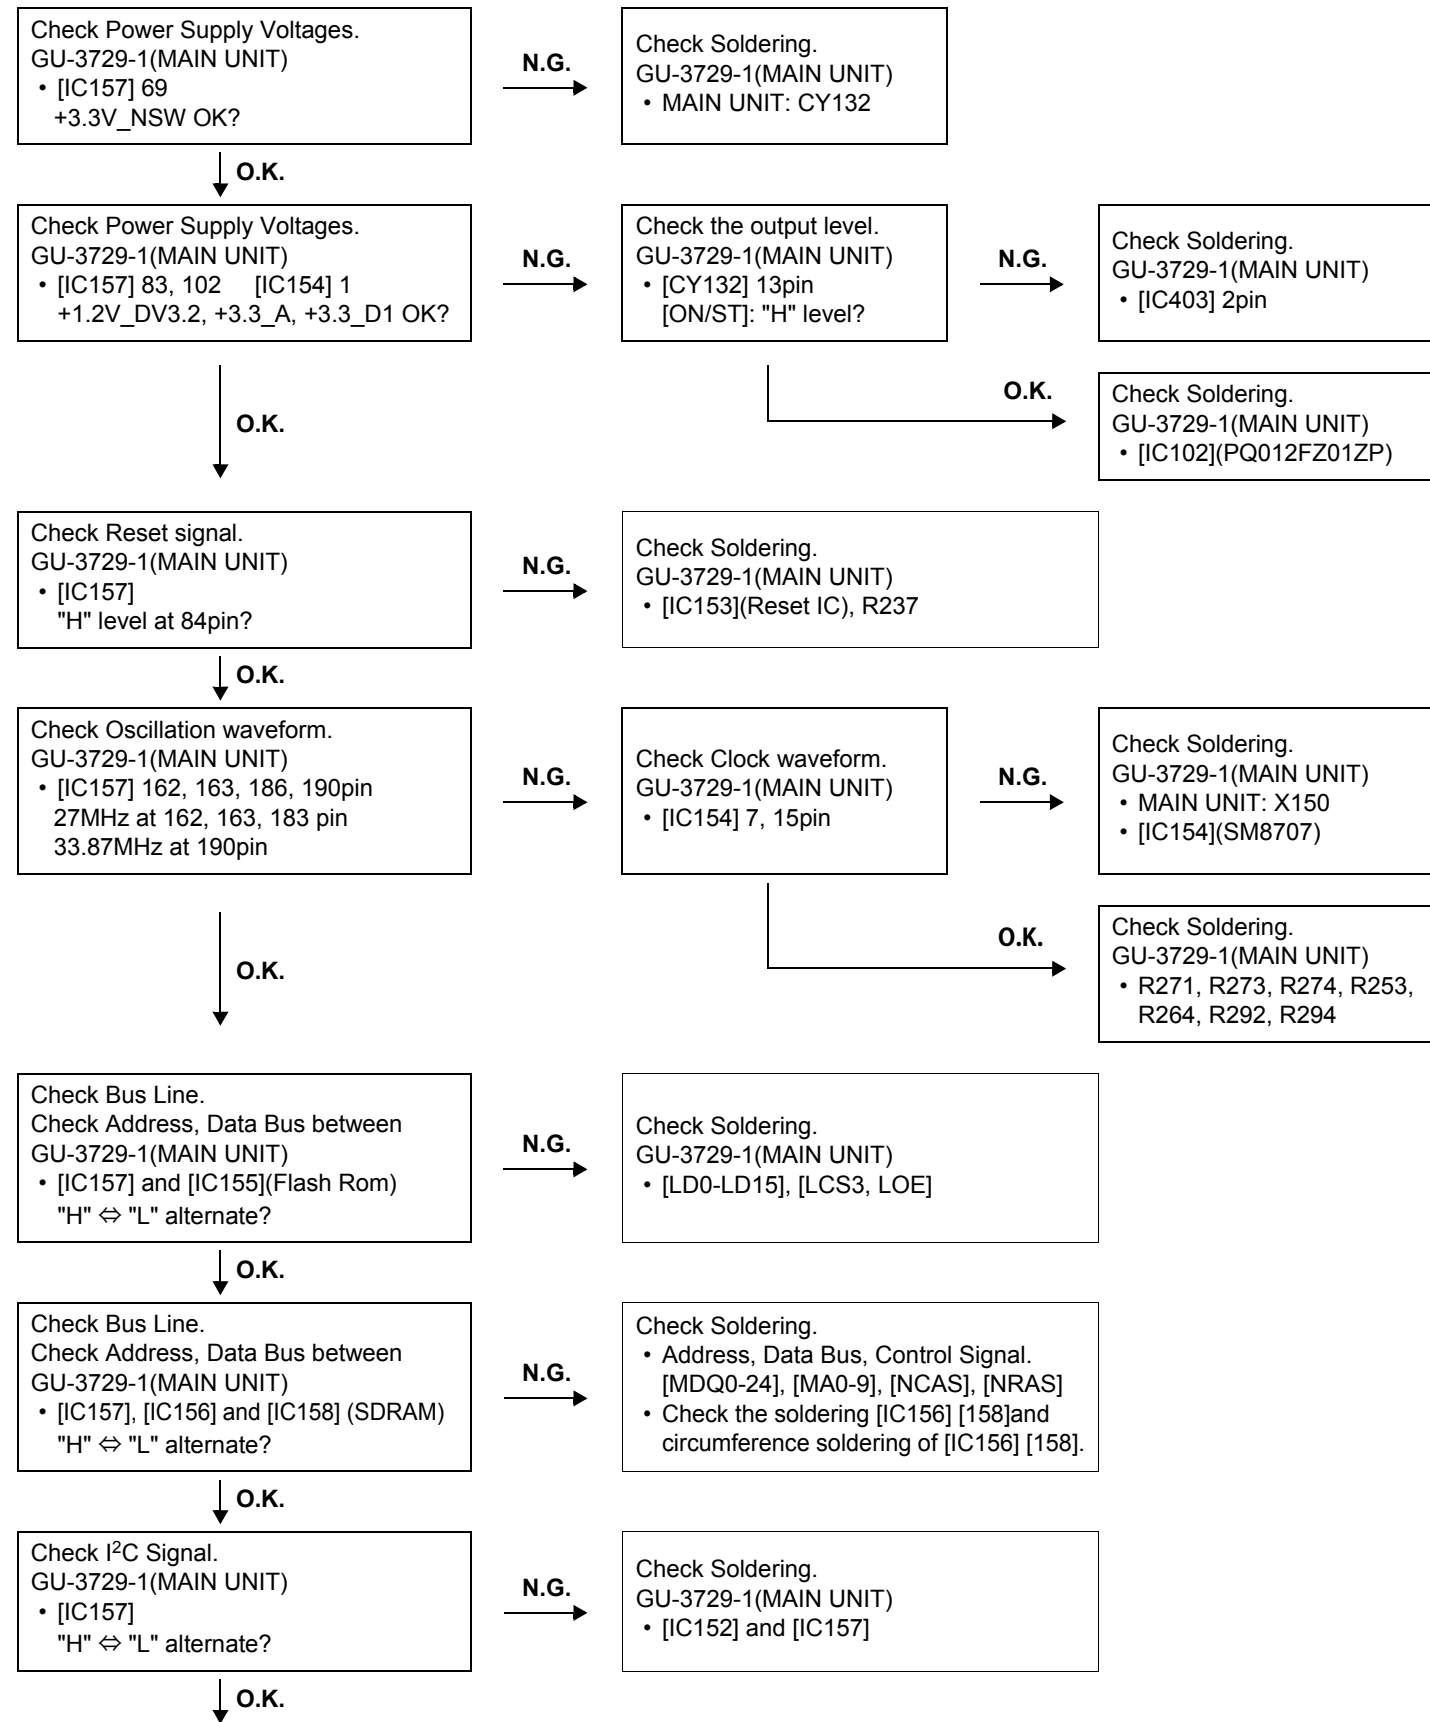 Check Power Supply Voltages.
GU-3729-1(MAIN UNIT)
• [IC157] 69
+3.3V_NSW OK?
N.G.
Check Soldering.
GU-3729-1(MAIN UNIT)
• MAIN UNIT: CY132
O.K.
Check Power Supply Voltages.
GU-3729-1(MAIN UNIT)
• [IC157] 83, 102 [IC154] 1
+1.2V_DV3.2, +3.3_A, +3.3_D1 OK?
N.G.
Check the output level.
GU-3729-1(MAIN UNIT)
• [CY132] 13pin
[ON/ST]: "H" level?
N.G.
Check Soldering.
GU-3729-1(MAIN UNIT)
• [IC403] 2pin
O.K.
Check Soldering.
GU-3729-1(MAIN UNIT)
• [IC102](PQ012FZ01ZP)
O.K.
Check Reset signal.
GU-3729-1(MAIN UNIT)
• [IC157]
"H" level at 84pin?
N.G.
Check Soldering.
GU-3729-1(MAIN UNIT)
• [IC153](Reset IC), R237
O.K.
Check Oscillation waveform.
GU-3729-1(MAIN UNIT)
• [IC157] 162, 163, 186, 190pin
27MHz at 162, 163, 183 pin
33.87MHz at 190pin
N.G.
Check Clock waveform.
GU-3729-1(MAIN UNIT)
• [IC154] 7, 15pin
N.G.
Check Soldering.
GU-3729-1(MAIN UNIT)
• MAIN UNIT: X150
• [IC154](SM8707)
O.K.
Check Soldering.
GU-3729-1(MAIN UNIT)
• R271, R273, R274, R253,
R264, R292, R294
O.K.
Check Bus Line.
Check Address, Data Bus between
GU-3729-1(MAIN UNIT)
• [IC157] and [IC155](Flash Rom)
"H" ⇔ "L" alternate?
N.G.
Check Soldering.
GU-3729-1(MAIN UNIT)
• [LD0-LD15], [LCS3, LOE]
O.K.
Check Bus Line.
Check Address, Data Bus between
GU-3729-1(MAIN UNIT)
• [IC157], [IC156] and [IC158] (SDRAM)
"H" ⇔ "L" alternate?
N.G.
Check Soldering.
• Address, Data Bus, Control Signal.
[MDQ0-24], [MA0-9], [NCAS], [NRAS]
• Check the soldering [IC156] [158]and
circumference soldering of [IC156] [158].
O.K.
Check I²C Signal.
GU-3729-1(MAIN UNIT)
• [IC157]
"H" ⇔ "L" alternate?
N.G.
Check Soldering.
GU-3729-1(MAIN UNIT)
• [IC152] and [IC157]
O.K.